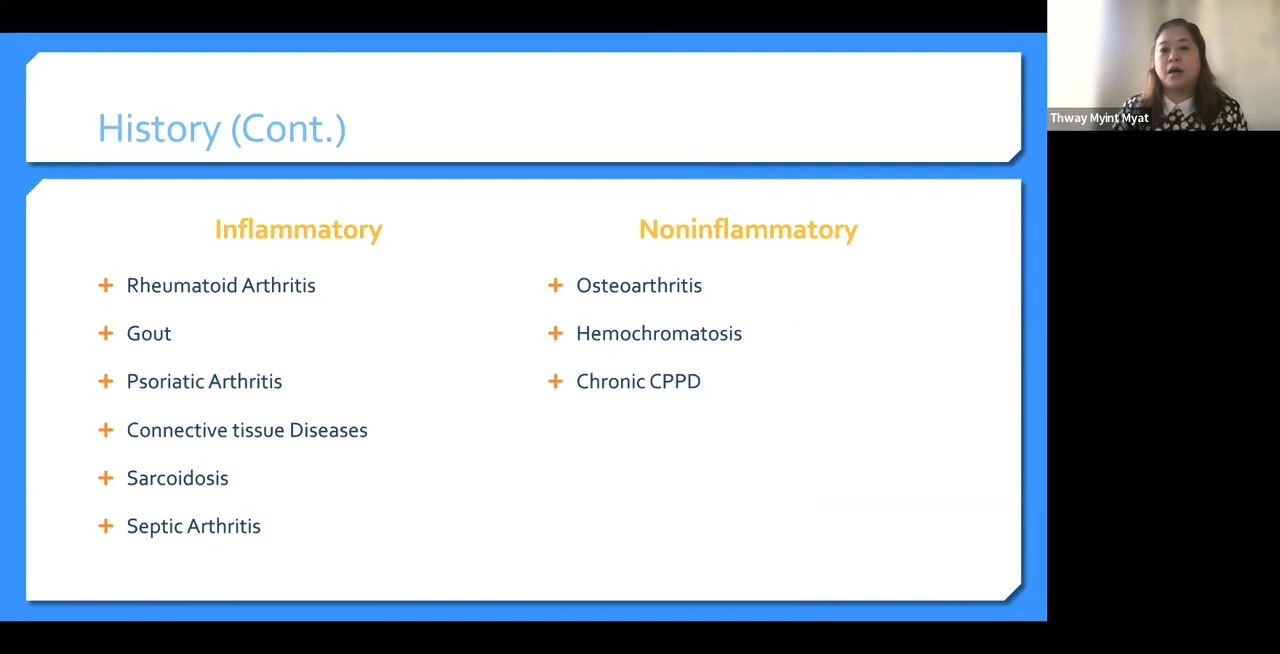 History (Cont.)
Thway Myint Myat
Inflammatory
Rheumatoid Arthritis
Gout
Psoriatic Arthritis
Connective tissue Diseases
Sarcoidosis
Septic Arthritis
Noninflammatory
Osteoarthritis
Hemochromatosis
Chronic CPPD